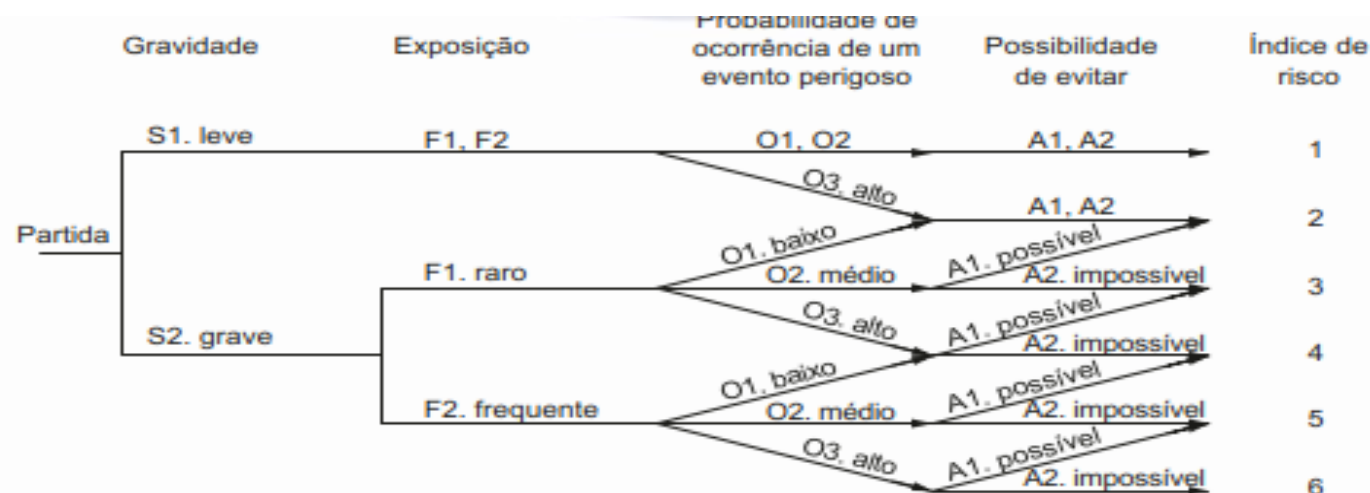 Gravidade
Exposição
Probabilidade de
ocorrência de um
evento perigoso
Possibilidade
de evitar
Índice de
risco
S1. leve
F1, F2
O1, O2
A1, A2
1
O3. alto
A1, A2
2
Partida
O1. baixo
A1. possível
F1. raro
O2. médio
A2. impossível
3
O3. alto
A1. possível
S2. grave
A2. impossível
4
O1. baixo
A1. possível
F2. frequente
O2. médio
A2. impossível
5
O3. alto
A1. possível
A2. impossível
6